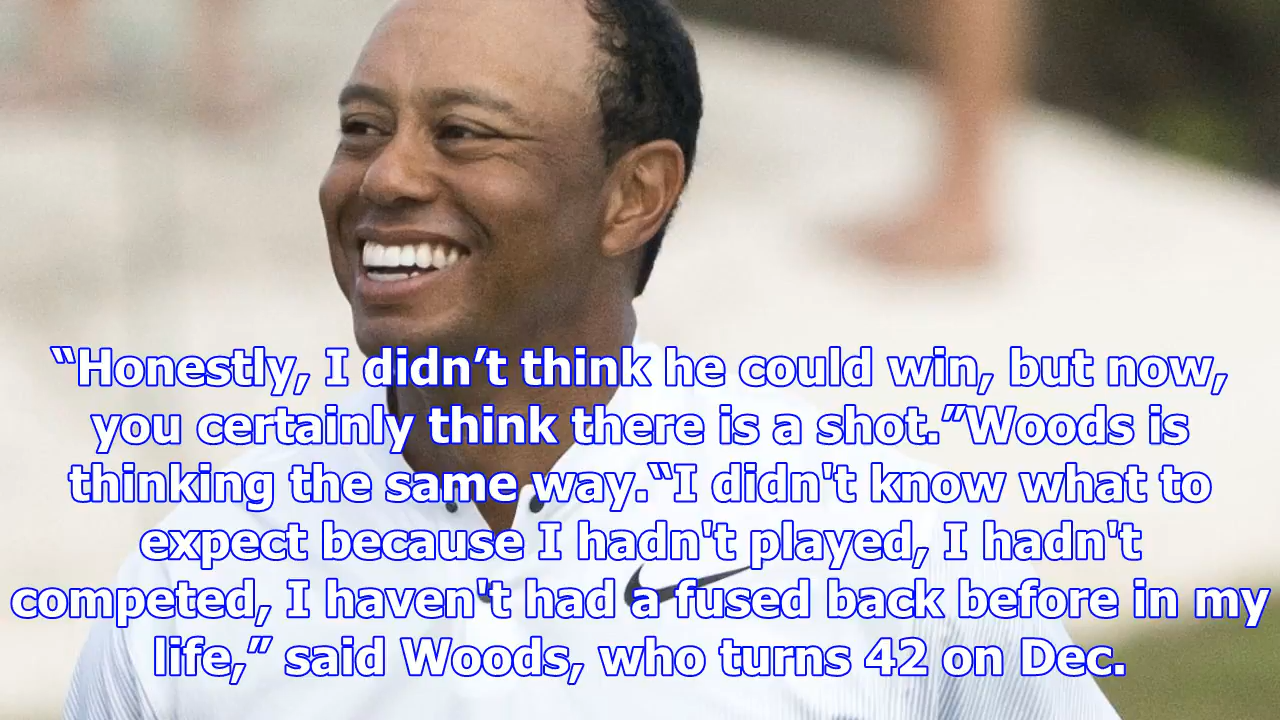 “Honestly, I didn’t think he could win, but now,
you certainly think there is a shot.”Woods is
thinking the same way.“I didn't know what to
expect because I hadn't played, I hadn't
competed, I haven't had a fused back before in my
life,” said Woods, who turns 42 on Dec.